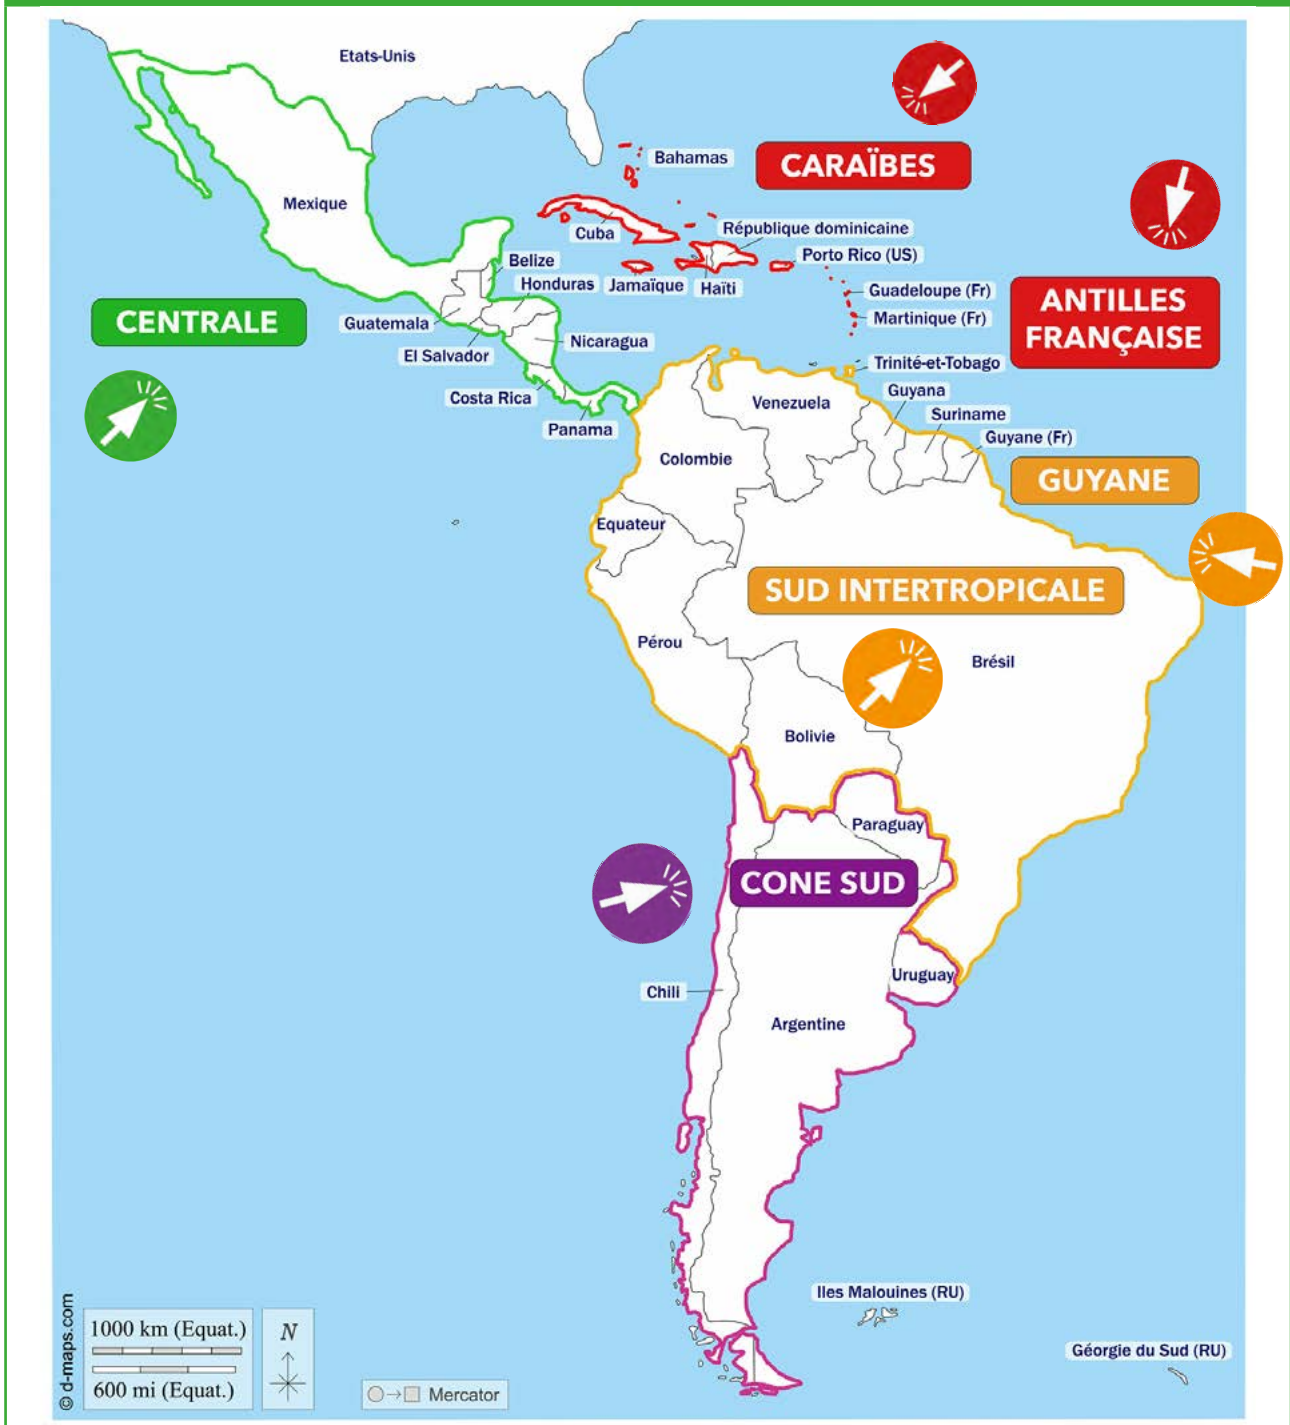 Etats-Unis
Bahamas
CARAÏBES
Mexique
Cuba
République dominicaine
Porto Rico (US)
Belize
Honduras
Jamaïque
Haïti
Guadeloupe (Fr)
Martinique (Fr)
ANTILLES
FRANÇAISE
CENTRALE
Guatemala
El Salvador
Nicaragua
Costa Rica
Panama
Trinité-et-Tobago
Venezuela
Guyana
Suriname
Guyane (Fr)
Colombie
GUYANE
Equateur
SUD INTERTROPICALE
Pérou
Brésil
Bolivie
Paraguay
CONE SUD
Uruguay
Chili
Argentine
Iles Malouines (RU)
Géorgie du Sud (RU)
© d-maps.com
1000 km (Equat.)
600 mi (Equat.)
N
Mercator